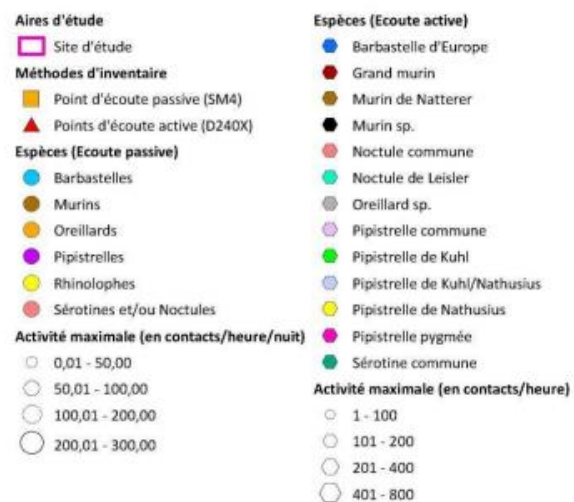 Aires d'étude
Site d'étude
Méthodes d'inventaire
Point d'écoute passive (SM4)
Points d'écoute active (D240X)
Espèces (Ecoute passive)
Barbastelles
Murins
Oreillards
Pipistrelles
Rhinolophes
Sérotines et/ou Noctules
Activité maximale (en contacts/heure/nuit)
0,01 - 50,00
50,01 - 100,00
100,01 - 200,00
200,01 - 300,00
Espèces (Ecoute active)
Barbastelle d'Europe
Grand murin
Murin de Natterer
Murin sp.
Noctule commune
Noctule de Leisler
Oreillard sp.
Pipistrelle commune
Pipistrelle de Kuhl
Pipistrelle de Kuhl/Nathusius
Pipistrelle de Nathusius
Pipistrelle pygmée
Sérotine commune
Activité maximale (en contacts/heure)
1 - 100
101 - 200
201 - 400
401 - 800